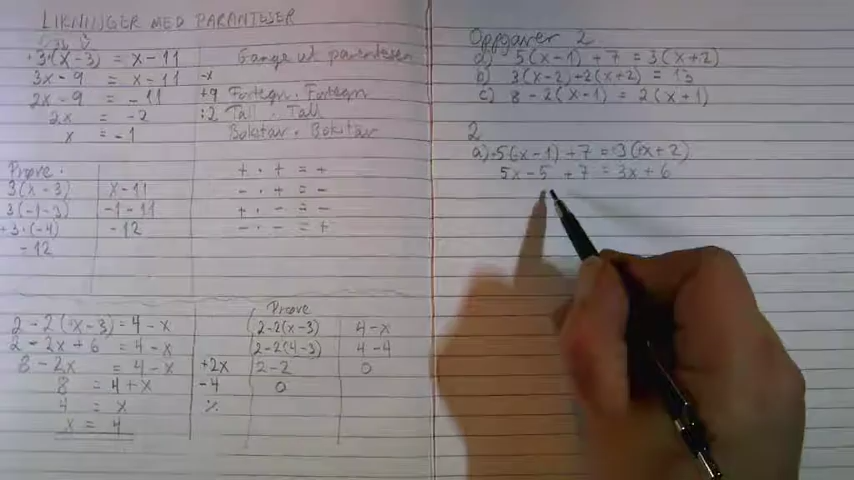 LIKNINGER MED PARANTESER
+3·(x-3) = x-11 Gange ut parentesen
3x-9 = x-11 -x
2x-9 = -11 +9 Fortegn · Fortegn
2x = -2 :2 Tall · Tall
x = -1 Bokstav · Bokstav
Prøve.
3(x-3) x-11
3(-1-3) -1-11
+3·(-4) -12
-12
+ · + = +
- · + = -
+ · - = -
- · - = +
2-2(+x-3)=4-x
2-2x+6 =4-x
8-2x =4-x +2x
8 =4+x -4
4 = x ·/.
x = 4
Prøve
2-2(x-3) 4-x
2-2(4-3) 4-4
2-2 0
0
Oppgaver 2
a) 5(x-1)+7 = 3(x+2)
b) 3(x-2)+2(x+2) = 13
c) 8-2(x-1) = 2(x+1)
2
a)+5(+x-1)+7 =+3(+x+2)
5x-5 +7 = 3x+6